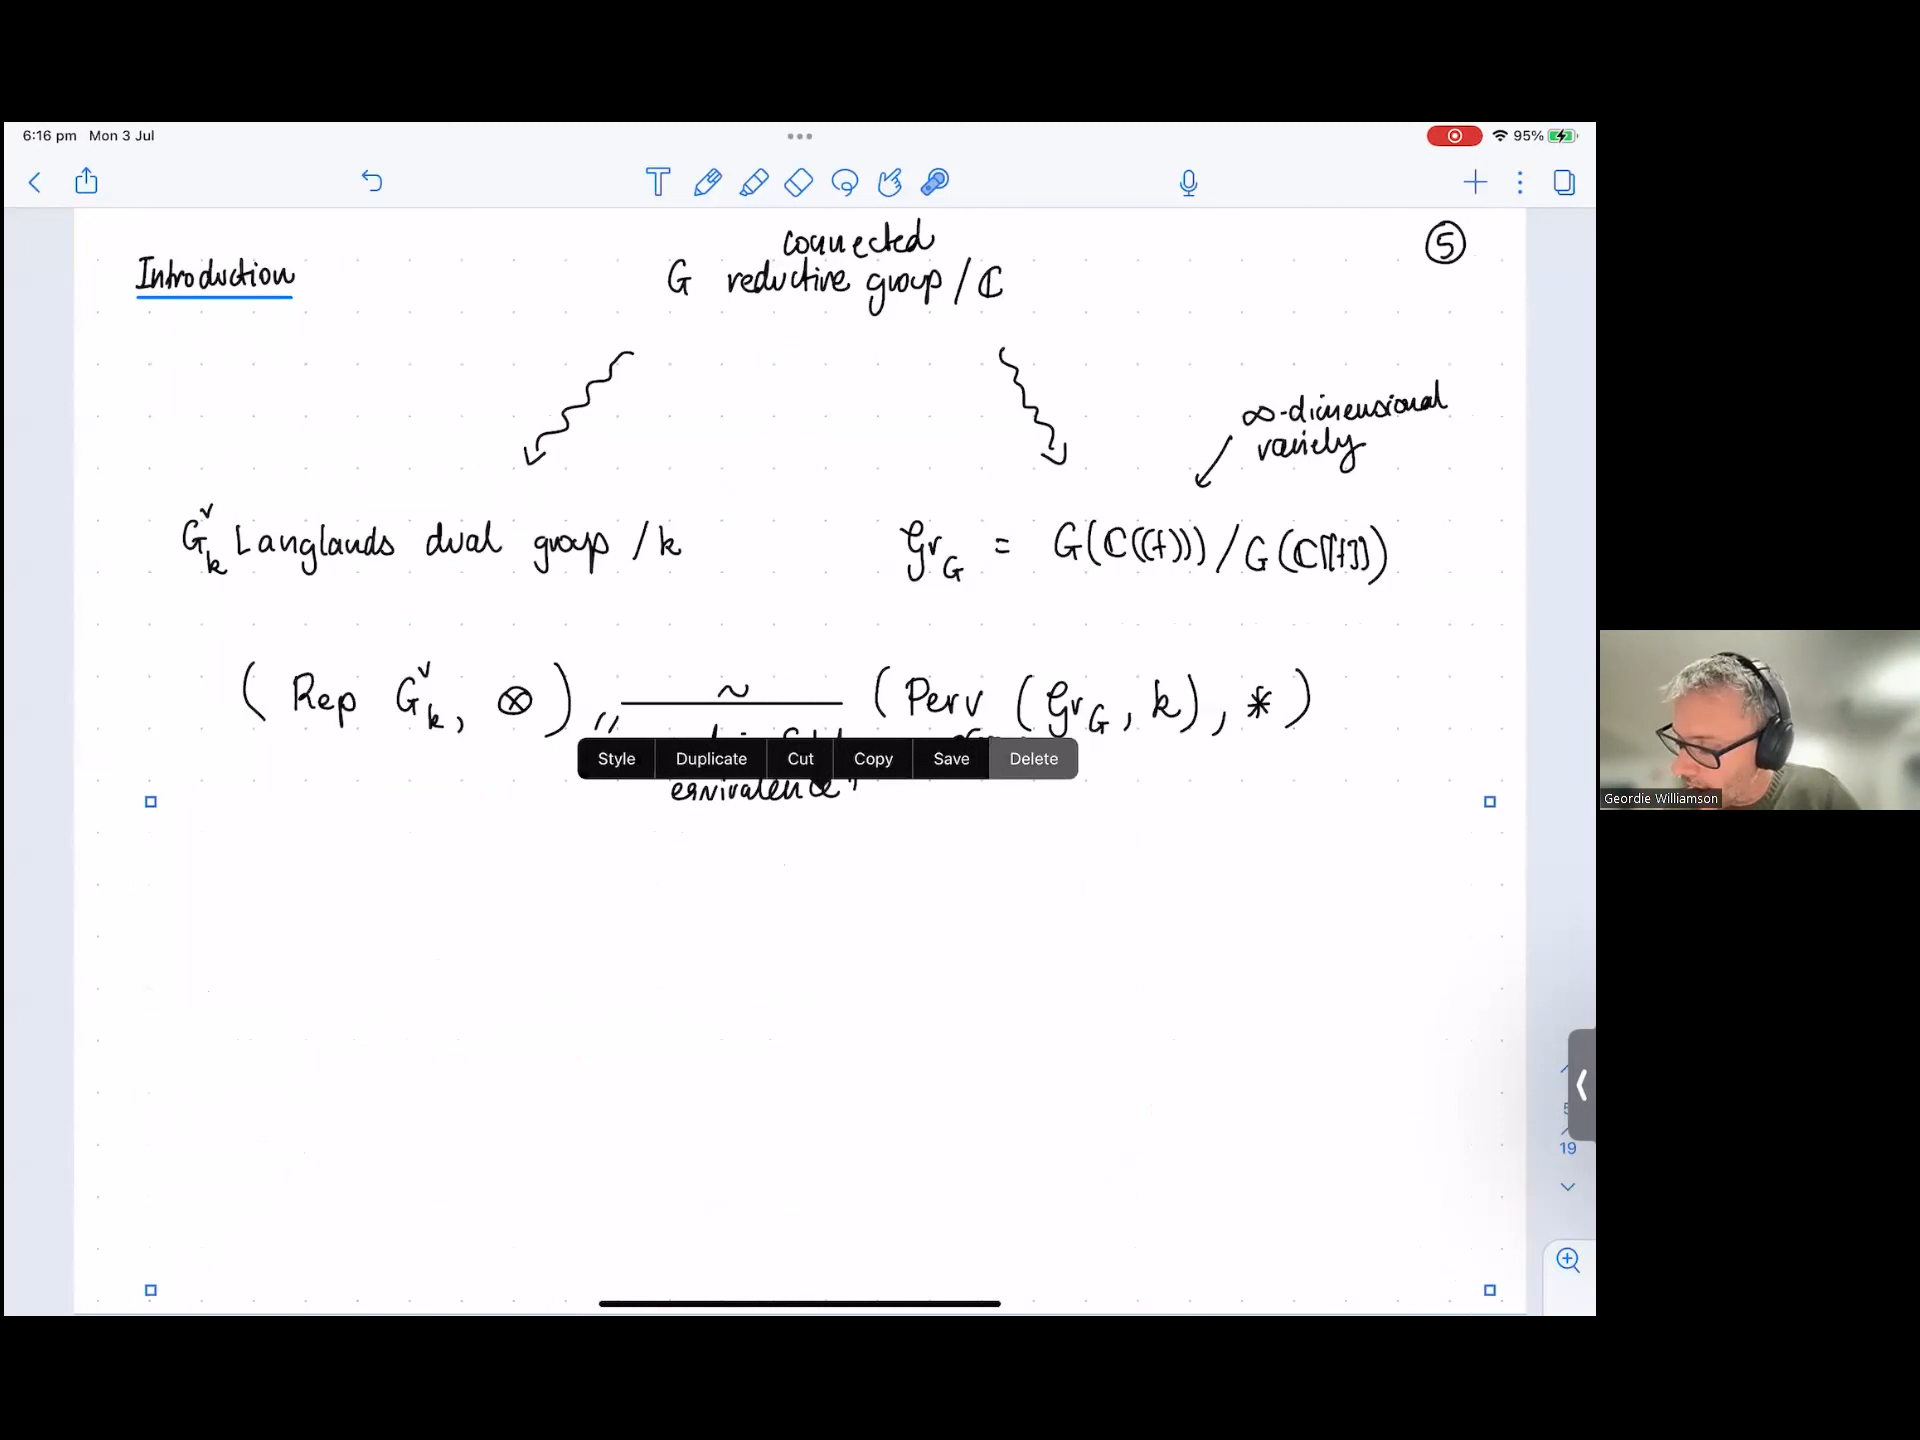 6:16 pm Mon 3 Jul
95%
Introduction
connected
G reductive group / ℂ
⑤
∞-dimensional
variety
G^∨_k Langlands dual group / k
Gr_G = G(ℂ((t))) / G(ℂ[[t]])
( Rep G^∨_k, ⊗ ) ~ ( Perv ( Gr_G, k ), * )
"
Style Duplicate Cut Copy Save Delete
equivalence"
Geordie Williamson
19